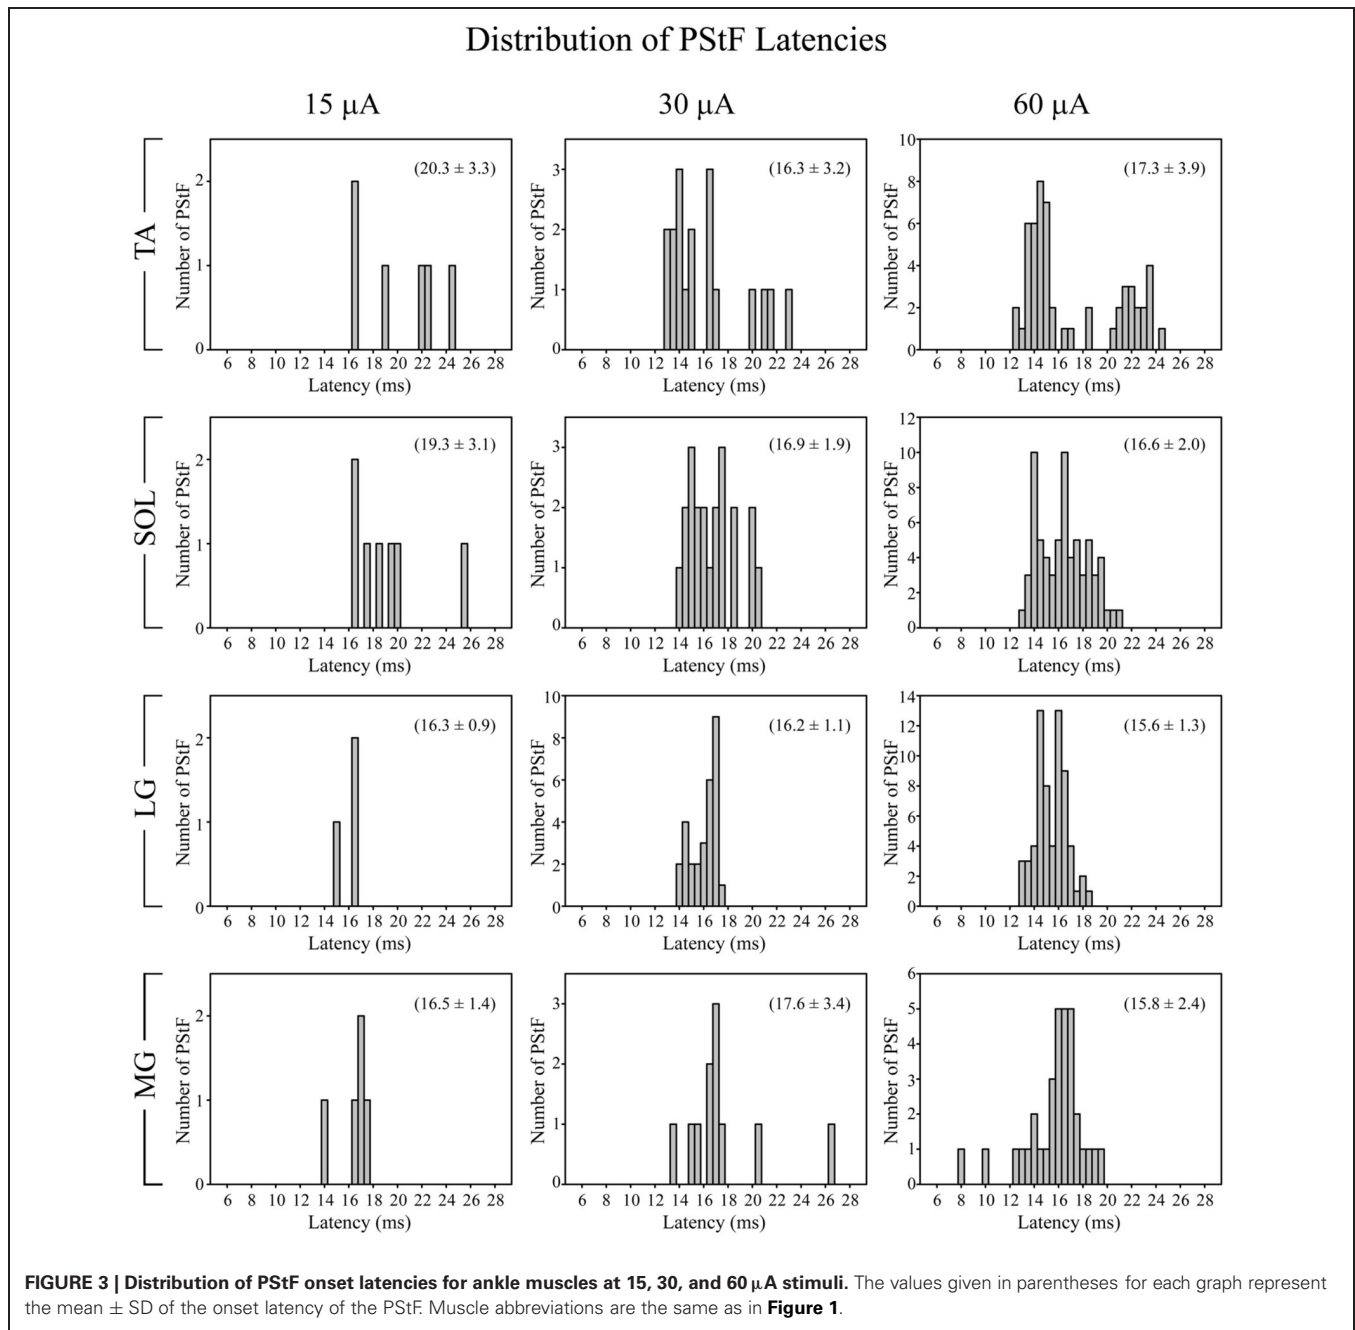 Distribution of PStF Latencies
15 µA
30 µA
60 µA
TA
Number of PStF
2
1
0
(20.3 ± 3.3)
6 8 10 12 14 16 18 20 22 24 26 28
Latency (ms)
Number of PStF
3
2
1
0
(16.3 ± 3.2)
6 8 10 12 14 16 18 20 22 24 26 28
Latency (ms)
Number of PStF
10
8
6
4
2
0
(17.3 ± 3.9)
6 8 10 12 14 16 18 20 22 24 26 28
Latency (ms)
SOL
Number of PStF
2
1
0
(19.3 ± 3.1)
6 8 10 12 14 16 18 20 22 24 26 28
Latency (ms)
Number of PStF
3
2
1
0
(16.9 ± 1.9)
6 8 10 12 14 16 18 20 22 24 26 28
Latency (ms)
Number of PStF
12
10
8
6
4
2
0
(16.6 ± 2.0)
6 8 10 12 14 16 18 20 22 24 26 28
Latency (ms)
LG
Number of PStF
2
1
0
(16.3 ± 0.9)
6 8 10 12 14 16 18 20 22 24 26 28
Latency (ms)
Number of PStF
10
8
6
4
2
0
(16.2 ± 1.1)
6 8 10 12 14 16 18 20 22 24 26 28
Latency (ms)
Number of PStF
14
12
10
8
6
4
2
0
(15.6 ± 1.3)
6 8 10 12 14 16 18 20 22 24 26 28
Latency (ms)
MG
Number of PStF
2
1
0
(16.5 ± 1.4)
6 8 10 12 14 16 18 20 22 24 26 28
Latency (ms)
Number of PStF
3
2
1
0
(17.6 ± 3.4)
6 8 10 12 14 16 18 20 22 24 26 28
Latency (ms)
Number of PStF
6
5
4
3
2
1
0
(15.8 ± 2.4)
6 8 10 12 14 16 18 20 22 24 26 28
Latency (ms)
FIGURE 3 | Distribution of PStF onset latencies for ankle muscles at 15, 30, and 60 µA stimuli. The values given in parentheses for each graph represent
the mean ± SD of the onset latency of the PStF. Muscle abbreviations are the same as in Figure 1.